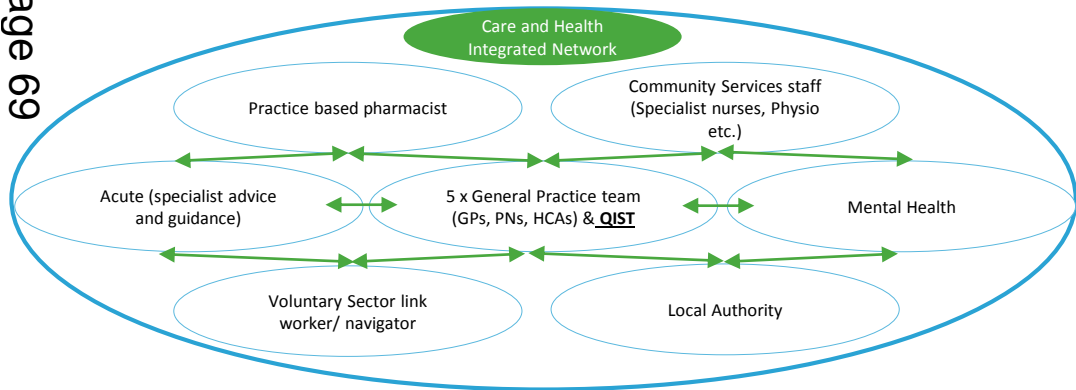 age 69
Care and Health
Integrated Network
Practice based pharmacist
Community Services staff
(Specialist nurses, Physio
etc.)
Acute (specialist advice
and guidance)
5 x General Practice team
(GPs, PNs, HCAs) & QIST
Mental Health
Voluntary Sector link
worker/ navigator
Local Authority